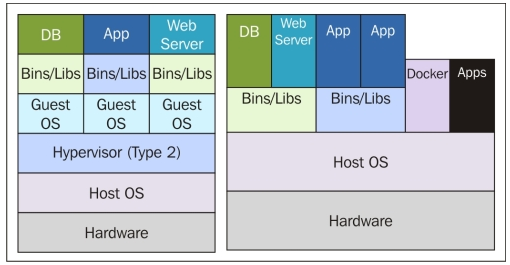 DB
App
Web
Server
Bins/Libs
Bins/Libs
Bins/Libs
Guest
OS
Guest
OS
Guest
OS
Hypervisor (Type 2)
Host OS
Hardware
DB
Web
Server
App
App
Bins/Libs
Bins/Libs
Docker
Apps
Host OS
Hardware